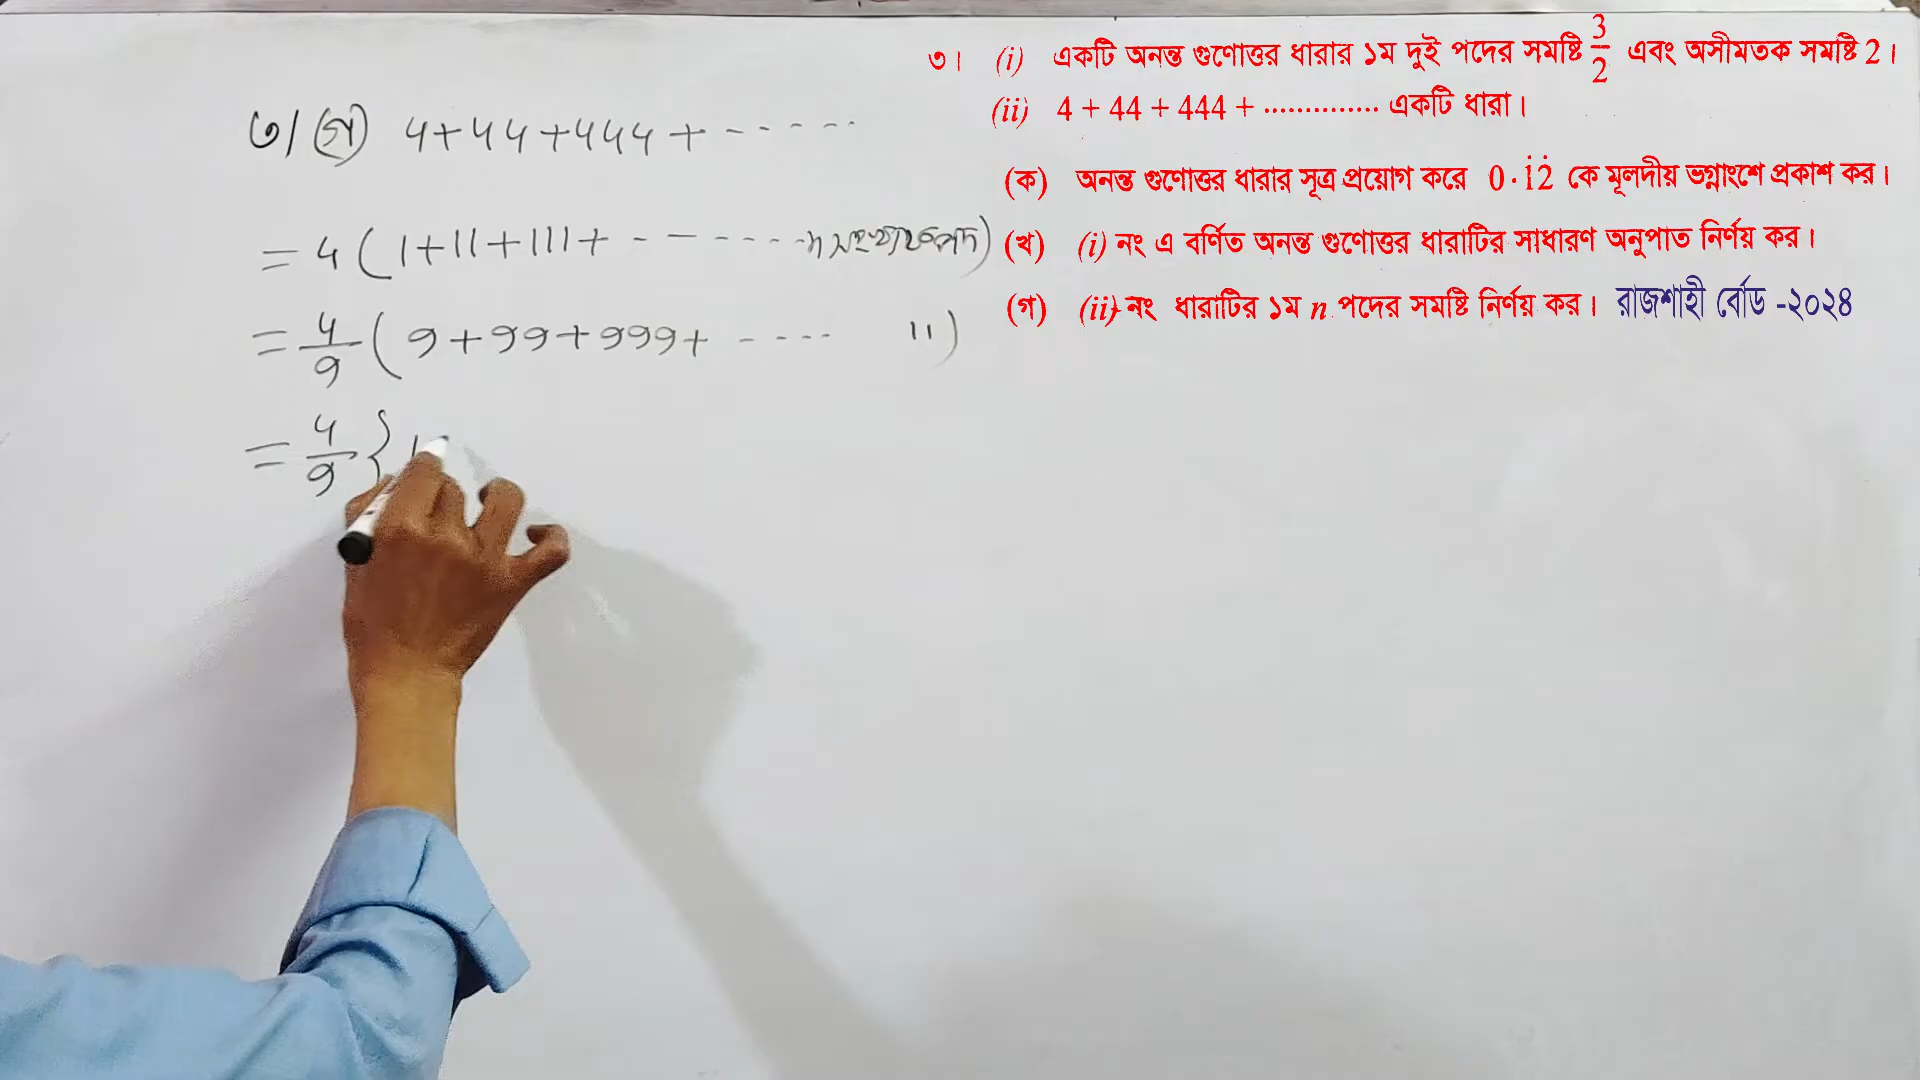 ৩। (i) একটি অনন্ত গুণোত্তর ধারার ১ম দুই পদের সমষ্টি 3/2 এবং অসীমতক সমষ্টি 2।
(ii) 4 + 44 + 444 + .............. একটি ধারা।
(ক) অনন্ত গুণোত্তর ধারার সূত্র প্রয়োগ করে 0·1̇2̇ কে মূলদীয় ভগ্নাংশে প্রকাশ কর।
(খ) (i) নং এ বর্ণিত অনন্ত গুণোত্তর ধারাটির সাধারণ অনুপাত নির্ণয় কর।
(গ) (ii) নং ধারাটির ১ম n পদের সমষ্টি নির্ণয় কর। রাজশাহী বোর্ড -২০২৪
৩। (গ) 4+44+444+ ------
= 4 (1+11+111+ ------- n সংখ্যক পদ)
= 4/9 (9+99+999+ ---- 11)
= 4/9 {